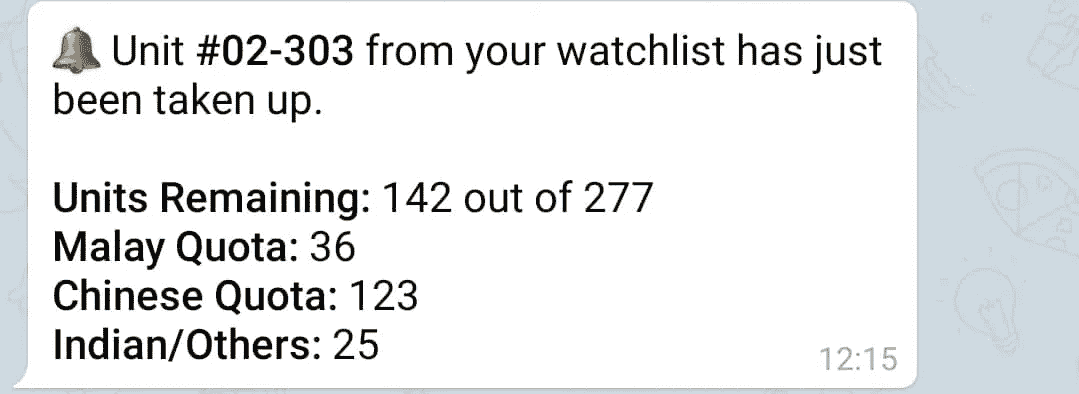 🔔 Unit #02-303 from your watchlist has just
been taken up.
Units Remaining: 142 out of 277
Malay Quota: 36
Chinese Quota: 123
Indian/Others: 25
12:15